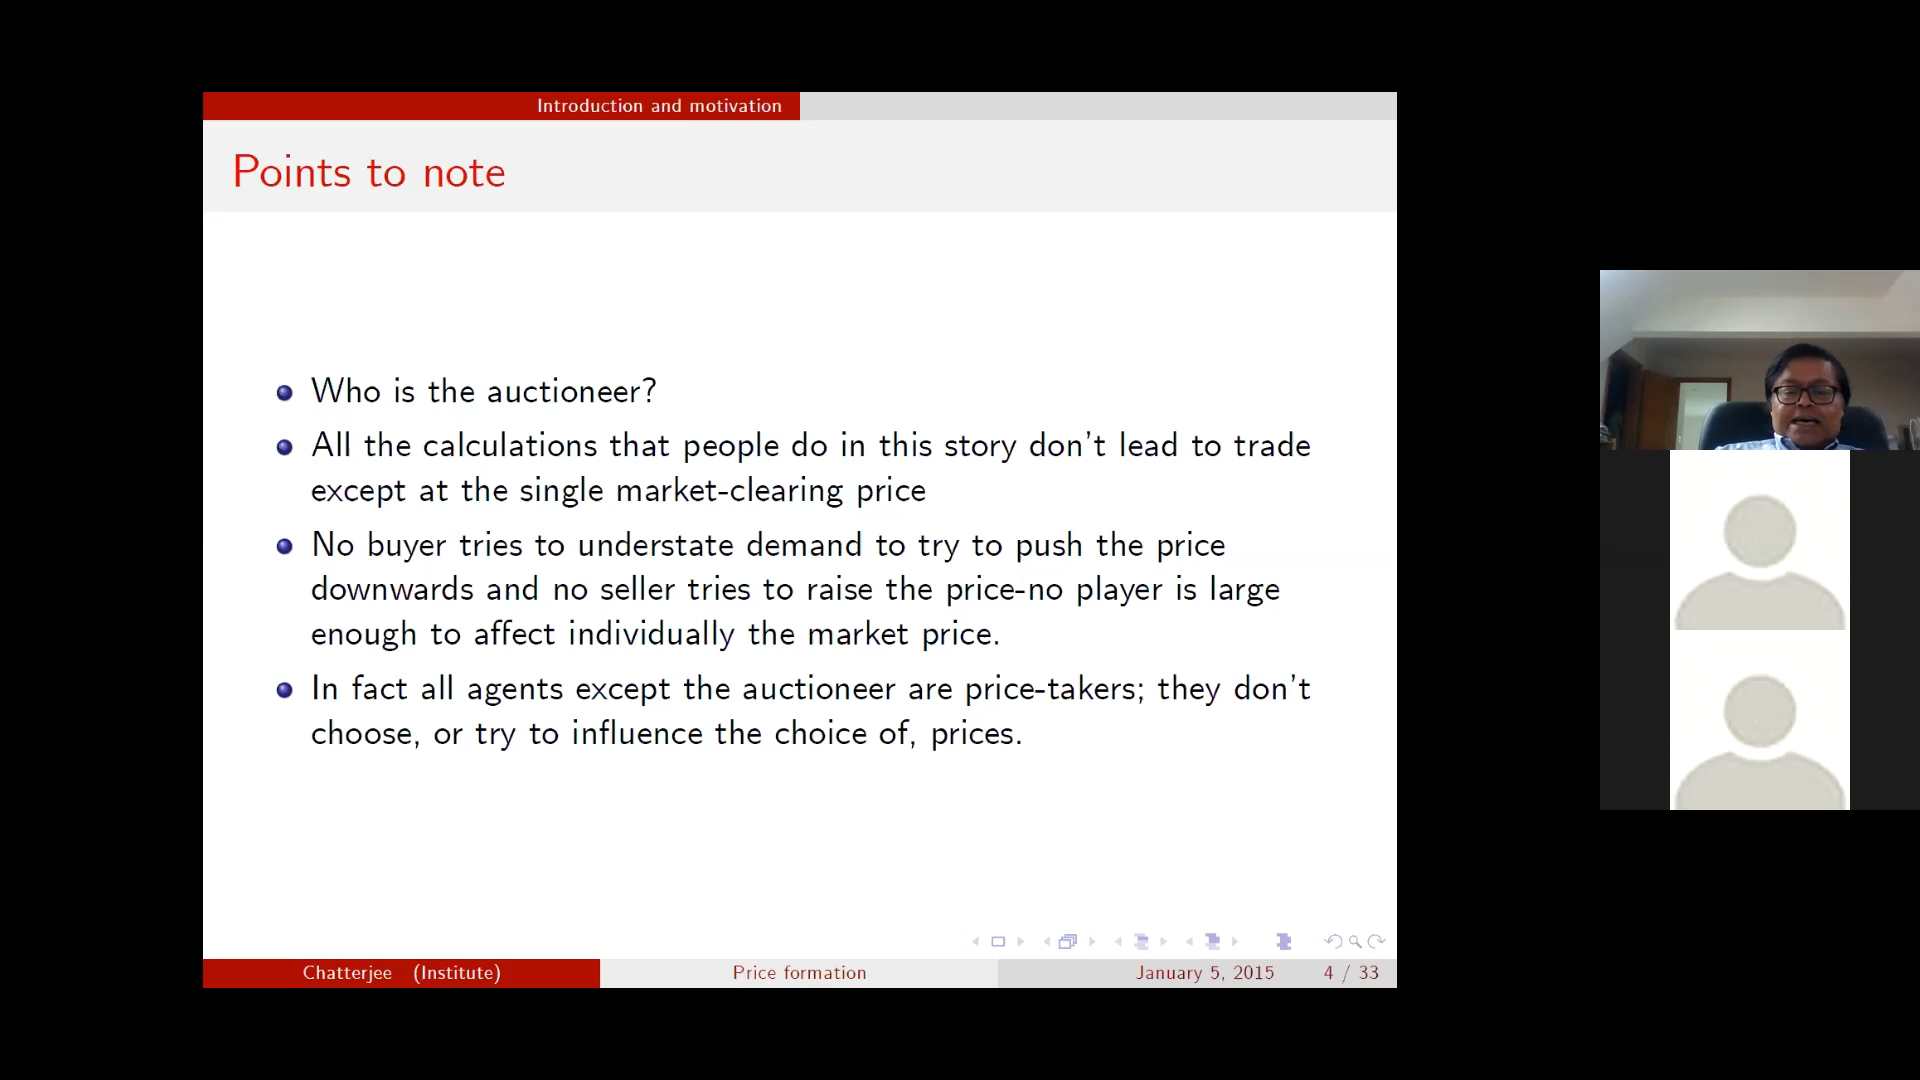 Introduction and motivation
Points to note
Who is the auctioneer?
All the calculations that people do in this story don't lead to trade
except at the single market-clearing price
No buyer tries to understate demand to try to push the price
downwards and no seller tries to raise the price-no player is large
enough to affect individually the market price.
In fact all agents except the auctioneer are price-takers; they don't
choose, or try to influence the choice of, prices.
Chatterjee (Institute) Price formation January 5, 2015 4 / 33